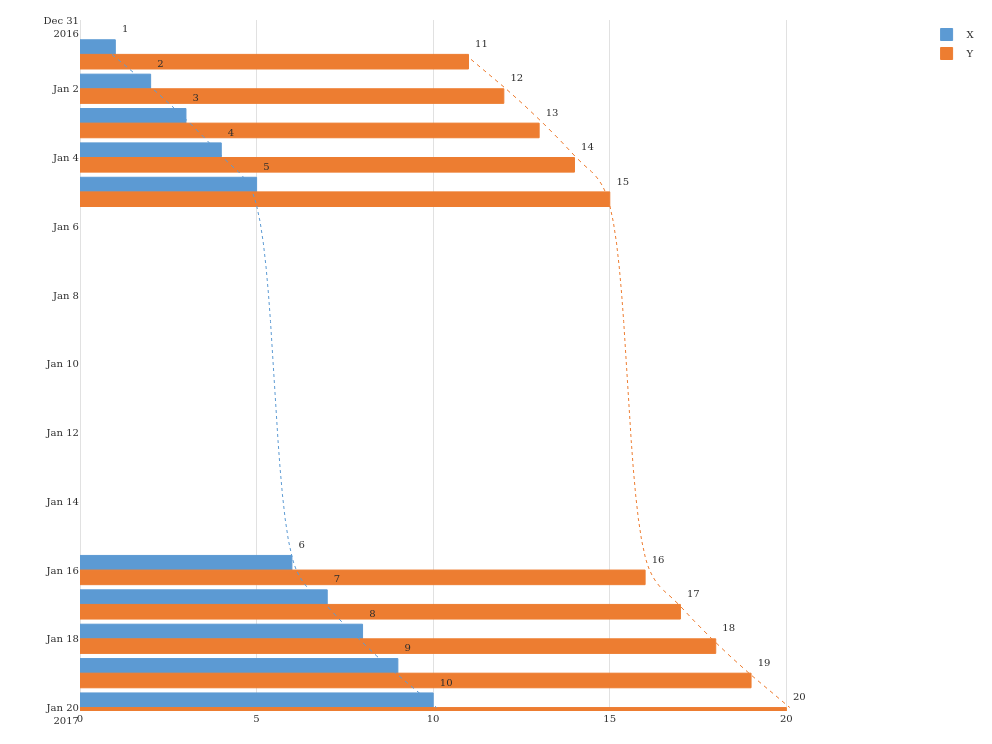 Dec 31
2016
1
X
11
Y
2
12
Jan 2
3
13
4
14
Jan 4
5
15
Jan 6
Jan 8
Jan 10
Jan 12
Jan 14
6
16
Jan 16
7
17
8
18
Jan 18
9
19
10
20
Jan 20
2017
0 5 10 15 20